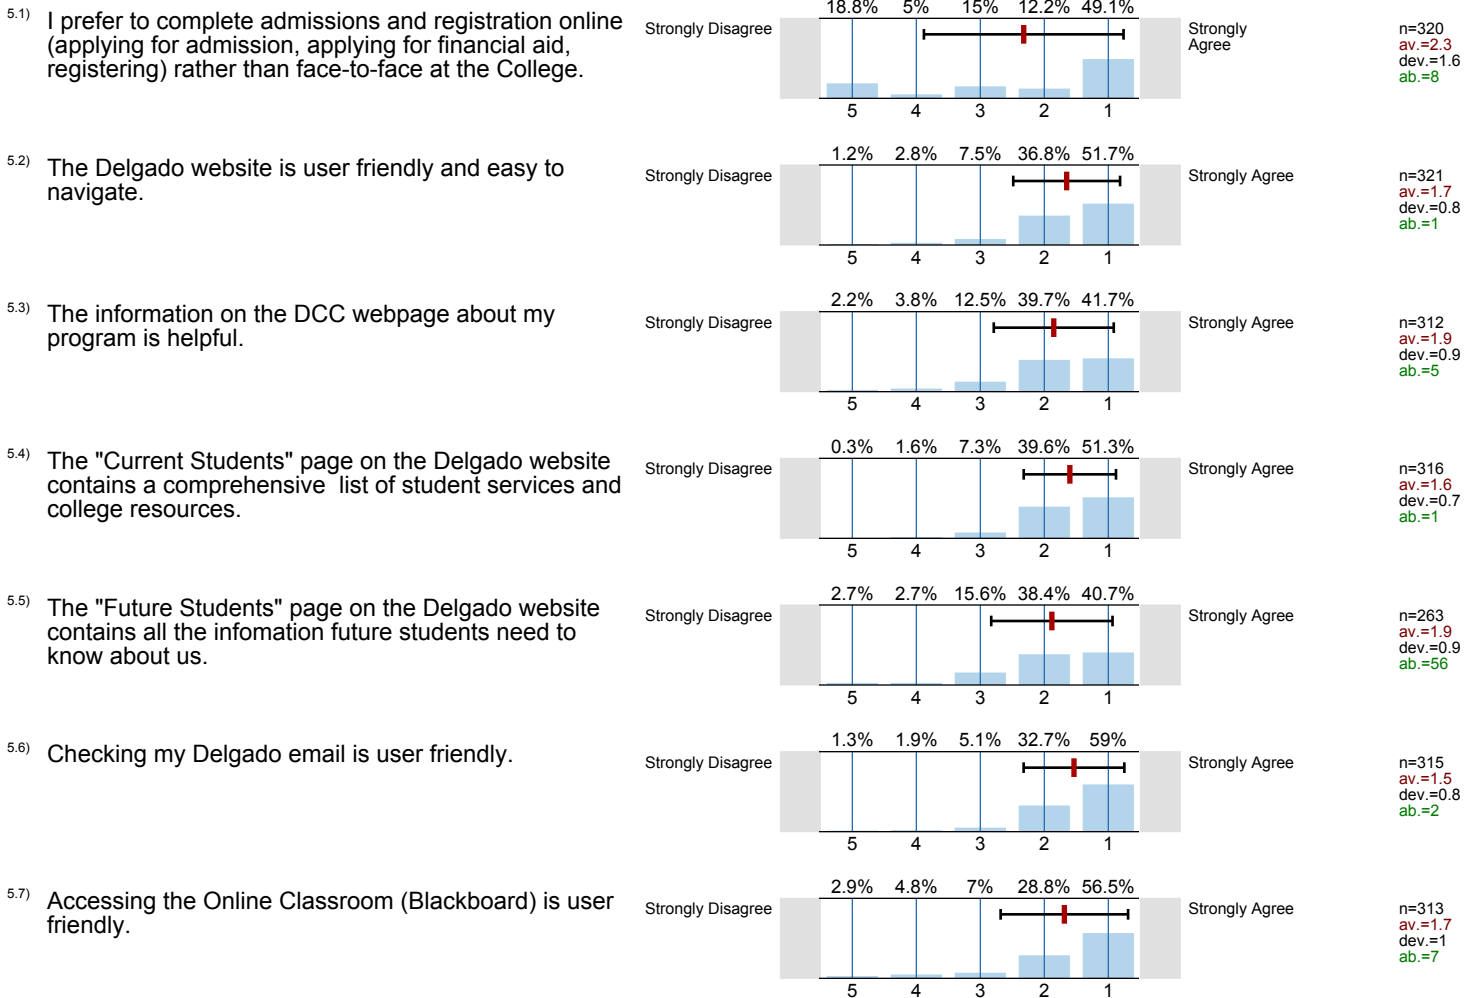 5.1) I prefer to complete admissions and registration online
(applying for admission, applying for financial aid,
registering) rather than face-to-face at the College.
Strongly Disagree
18.8% 5% 15% 12.2% 49.1%
5 4 3 2 1
Strongly
Agree
n=320
av.=2.3
dev.=1.6
ab.=8
5.2) The Delgado website is user friendly and easy to
navigate.
Strongly Disagree
1.2% 2.8% 7.5% 36.8% 51.7%
5 4 3 2 1
Strongly Agree
n=321
av.=1.7
dev.=0.8
ab.=1
5.3) The information on the DCC webpage about my
program is helpful.
Strongly Disagree
2.2% 3.8% 12.5% 39.7% 41.7%
5 4 3 2 1
Strongly Agree
n=312
av.=1.9
dev.=0.9
ab.=5
5.4) The "Current Students" page on the Delgado website
contains a comprehensive  list of student services and
college resources.
Strongly Disagree
0.3% 1.6% 7.3% 39.6% 51.3%
5 4 3 2 1
Strongly Agree
n=316
av.=1.6
dev.=0.7
ab.=1
5.5) The "Future Students" page on the Delgado website
contains all the infomation future students need to
know about us.
Strongly Disagree
2.7% 2.7% 15.6% 38.4% 40.7%
5 4 3 2 1
Strongly Agree
n=263
av.=1.9
dev.=0.9
ab.=56
5.6) Checking my Delgado email is user friendly.
Strongly Disagree
1.3% 1.9% 5.1% 32.7% 59%
5 4 3 2 1
Strongly Agree
n=315
av.=1.5
dev.=0.8
ab.=2
5.7) Accessing the Online Classroom (Blackboard) is user
friendly.
Strongly Disagree
2.9% 4.8% 7% 28.8% 56.5%
5 4 3 2 1
Strongly Agree
n=313
av.=1.7
dev.=1
ab.=7